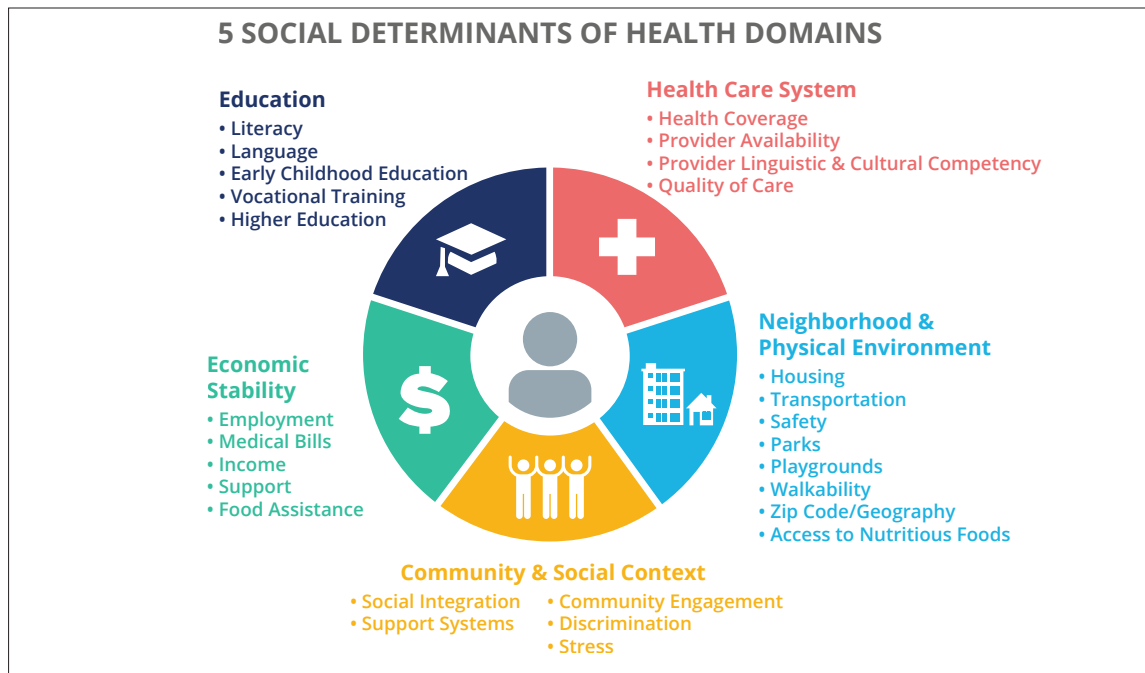 5 SOCIAL DETERMINANTS OF HEALTH DOMAINS
Education
• Literacy
• Language
• Early Childhood Education
• Vocational Training
• Higher Education
Health Care System
• Health Coverage
• Provider Availability
• Provider Linguistic & Cultural Competency
• Quality of Care
Neighborhood &
Physical Environment
• Housing
• Transportation
• Safety
• Parks
• Playgrounds
• Walkability
• Zip Code/Geography
• Access to Nutritious Foods
Economic
Stability
• Employment
• Medical Bills
• Income
• Support
• Food Assistance
$
Community & Social Context
• Social Integration
• Support Systems
• Community Engagement
• Discrimination
• Stress